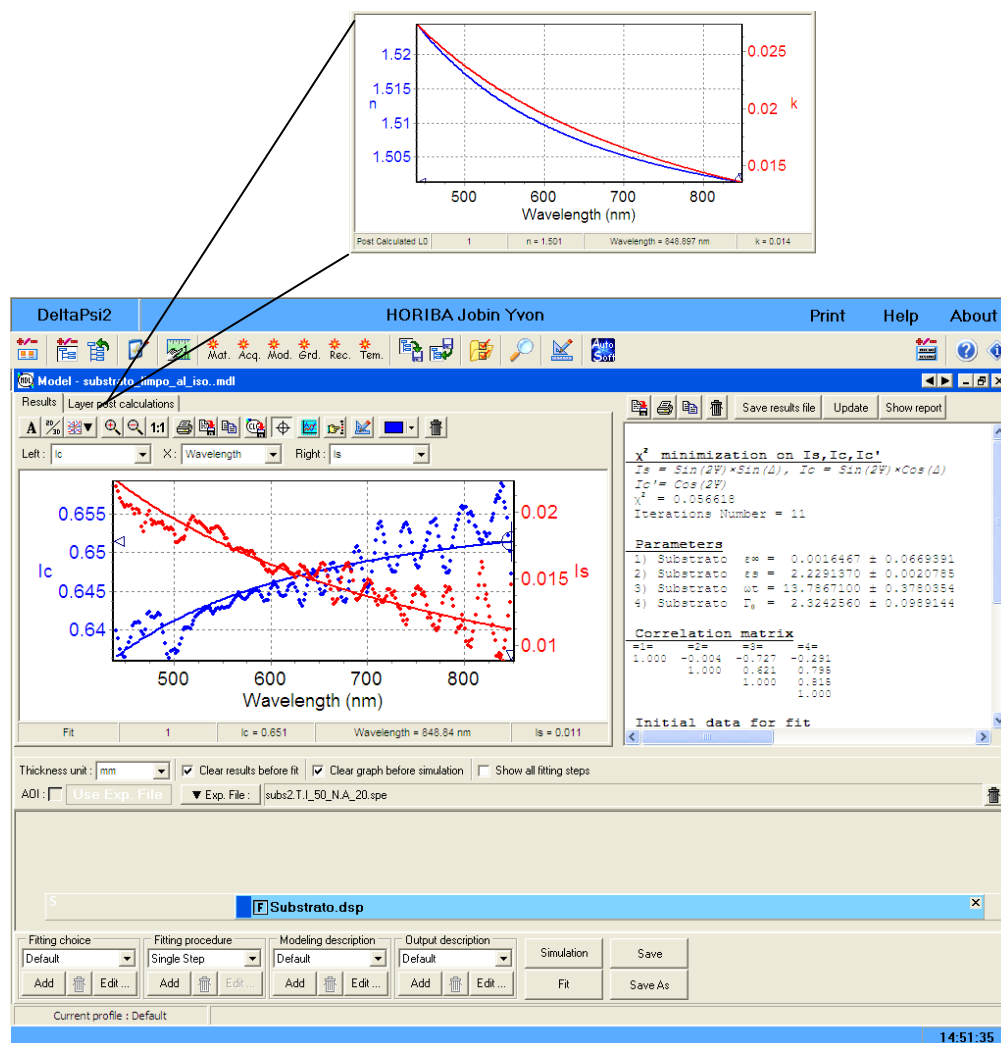 1.52
1.515
1.51
1.505
n
0.025
0.02
0.015
k
500 600 700 800
Wavelength (nm)
Post Calculated L0 1 n = 1.501 Wavelength = 848.897 nm k = 0.014
DeltaPsi2 HORIBA Jobin Yvon Print Help About
Mat. Acq. Mod. Grd. Rec. Tem. Auto Soft
MDL Model - substrato_limpo_al_iso..mdl
Results Layer post calculations
A 2D/3D 1:1 CLG
Left : Ic X : Wavelength Right : Is
Save results file Update Show report
0.655
0.65
0.645
0.64
Ic
0.02
0.015
0.01
Is
500 600 700 800
Wavelength (nm)
Fit 1 Ic = 0.651 Wavelength = 848.84 nm Is = 0.011
χ² minimization on Is,Ic,Ic'
Is = Sin(2Ψ)*Sin(Δ), Ic = Sin(2Ψ)*Cos(Δ)
Ic'= Cos(2Ψ)
χ² = 0.056618
Iterations Number = 11
Parameters
1) Substrato ε∞ = 0.0016467 ± 0.0669391
2) Substrato εs = 2.2291370 ± 0.0020785
3) Substrato ωt = 13.7867100 ± 0.3780354
4) Substrato Γ₀ = 2.3242560 ± 0.0989144
Correlation matrix
=1= =2= =3= =4=
1.000 -0.004 -0.727 -0.291
1.000 0.621 0.795
1.000 0.815
1.000
Initial data for fit
Thickness unit : mm Clear results before fit Clear graph before simulation Show all fitting steps
AOI : Use Exp. File ▼ Exp. File : subs2.T.I_50_N.A_20.spe
S F Substrato.dsp
Fitting choice Fitting procedure Modeling description Output description
Default Single Step Default Default Simulation Save
Add Edit ... Add Edit ... Add Edit ... Add Edit ... Fit Save As
Current profile : Default
14:51:35